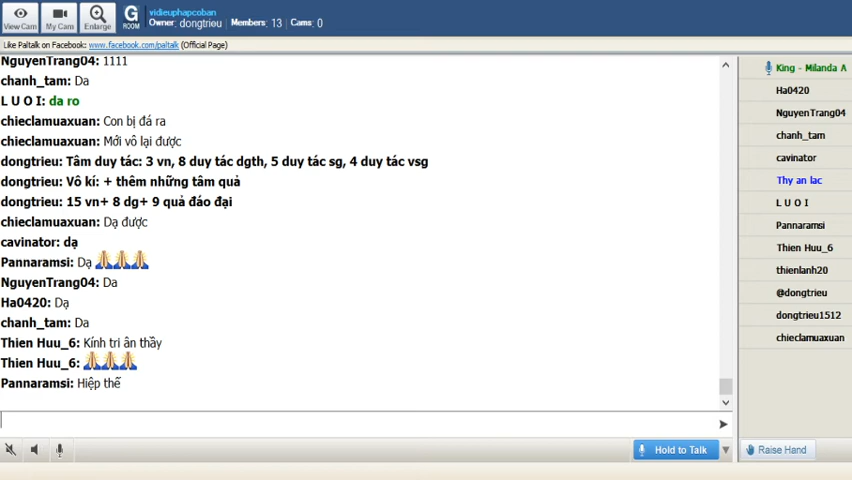 View Cam
My Cam
Enlarge
G
ROOM
vidieuphapcoban
Owner: dongtrieu Members: 13 Cams: 0
Like Paltalk on Facebook: www.facebook.com/paltalk (Official Page)
NguyenTrang04: 1111
chanh_tam: Da
L U O I: da ro
chieclamuaxuan: Con bị đá ra
chieclamuaxuan: Mới vô lại được
dongtrieu: Tâm duy tác: 3 vn, 8 duy tác dgth, 5 duy tác sg, 4 duy tác vsg
dongtrieu: Vô kí: + thêm những tâm quả
dongtrieu: 15 vn+ 8 dg+ 9 quả đáo đại
chieclamuaxuan: Dạ được
cavinator: dạ
Pannaramsi: Dạ
NguyenTrang04: Da
Ha0420: Dạ
chanh_tam: Da
Thien Huu_6: Kính tri ân thầy
Thien Huu_6:
Pannaramsi: Hiệp thế
King - Milanda A
Ha0420
NguyenTrang04
chanh_tam
cavinator
Thy an lac
L U O I
Pannaramsi
Thien Huu_6
thienlanh20
@dongtrieu
dongtrieu1512
chieclamuaxuan
Hold to Talk
Raise Hand